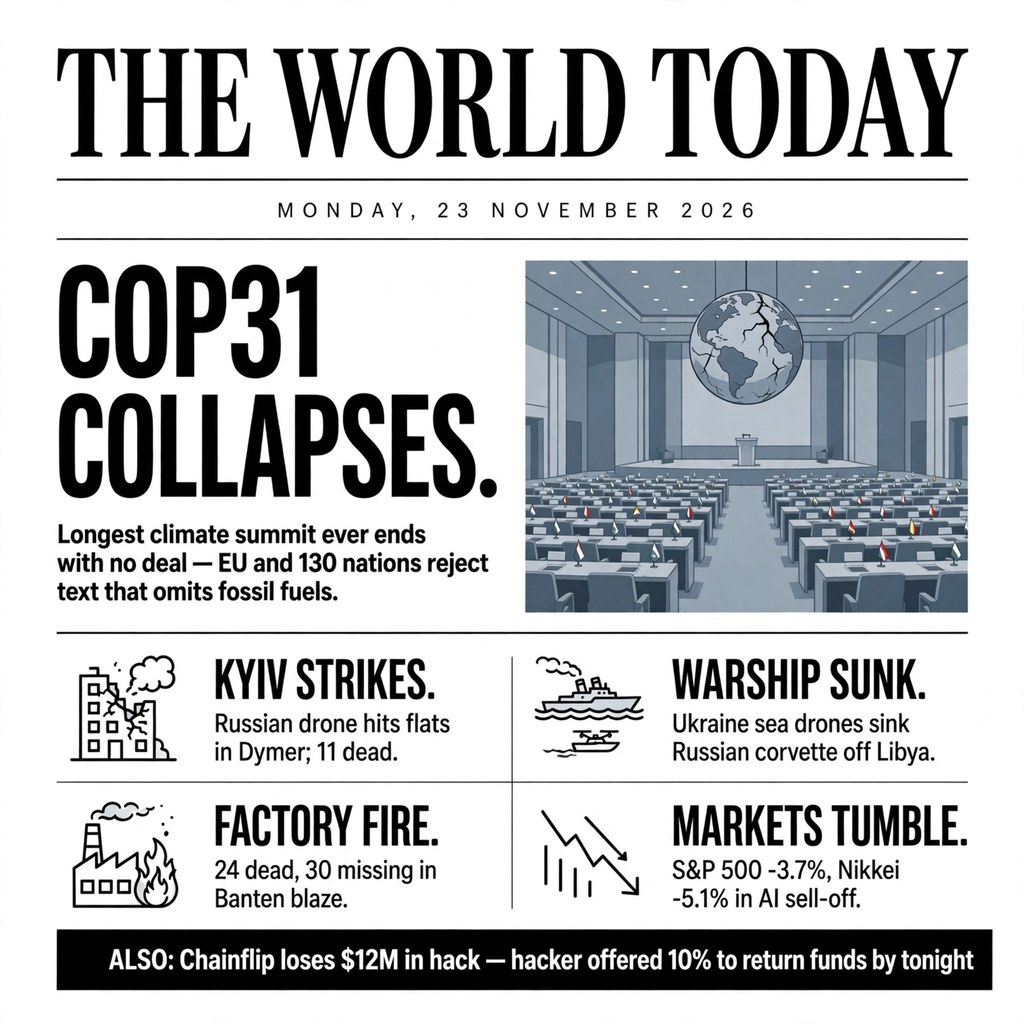 THE WORLD TODAY
MONDAY, 23 NOVEMBER 2026
COP31
COLLAPSES.
Longest climate summit ever ends
with no deal — EU and 130 nations reject
text that omits fossil fuels.
KYIV STRIKES.
Russian drone hits flats
in Dymer; 11 dead.
WARSHIP SUNK.
Ukraine sea drones sink
Russian corvette off Libya.
FACTORY FIRE.
24 dead, 30 missing in
Banten blaze.
MARKETS TUMBLE.
S&P 500 -3.7%, Nikkei
-5.1% in AI sell-off.
ALSO: Chainflip loses $12M in hack — hacker offered 10% to return funds by tonight